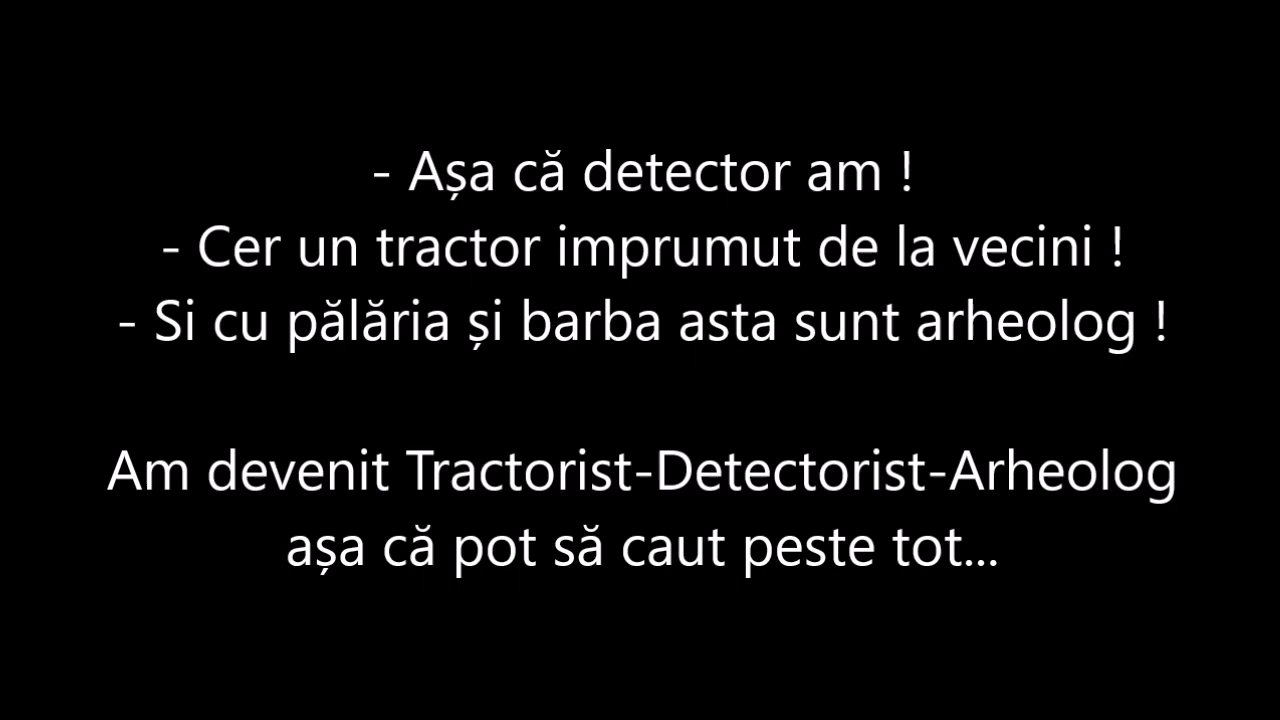 - Așa că detector am !
- Cer un tractor imprumut de la vecini !
- Si cu pălăria și barba asta sunt arheolog !
Am devenit Tractorist-Detectorist-Arheolog
așa că pot să caut peste tot...